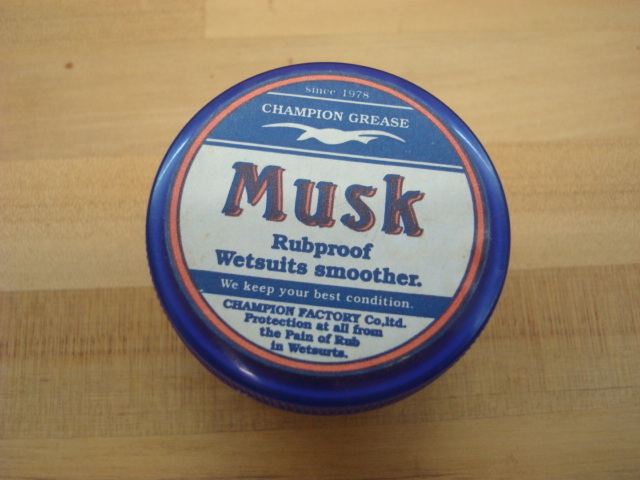 since 1978
CHAMPION GREASE
Musk
Rubproof
Wetsuits smoother.
We keep your best condition.
CHAMPION FACTORY Co,ltd.
Protection at all from
the Pain of Rub
in Wetsurts.